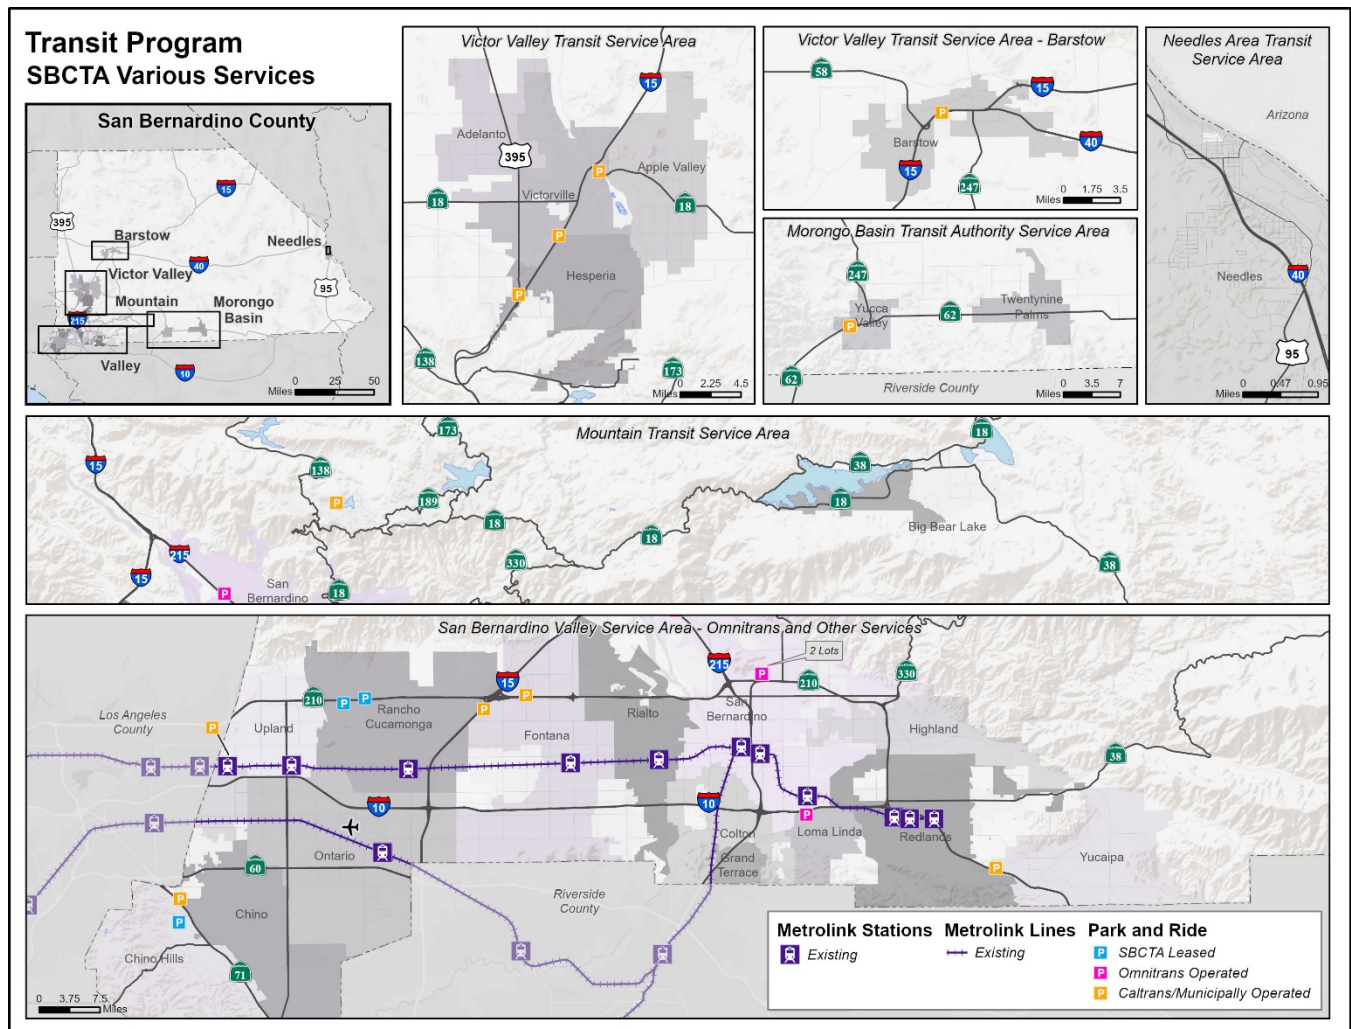 Transit Program
SBCTA Various Services
San Bernardino County
15
395
Barstow
Needles
40
Victor Valley
95
Mountain
Morongo
Basin
215
Valley
10
0 25 50
Miles
Victor Valley Transit Service Area
15
Adelanto
395
Apple Valley
P
18
Victorville
18
P
Hesperia
P
138
173
0 2.25 4.5
Miles
Victor Valley Transit Service Area - Barstow
58
15
P
Barstow
40
15
247
0 1.75 3.5
Miles
Morongo Basin Transit Authority Service Area
247
Yucca
Valley
62
Twentynine
Palms
P
62
Riverside County
0 3.5 7
Miles
Needles Area Transit
Service Area
Arizona
Needles
40
95
0 0.47 0.95
Miles
Mountain Transit Service Area
173
18
15
138
38
P
189
18
18
18
Big Bear Lake
215
330
38
15
San
Bernardino
P
18
San Bernardino Valley Service Area - Omnitrans and Other Services
2 Lots
15
215
P
330
210
210
P
P
P
P
Rancho
Cucamonga
San
Bernardino
Los Angeles
County
P
Upland
Fontana
Rialto
Highland
38
10
10
P
Colton
Loma Linda
Redlands
Ontario
Grand
Terrace
Yucaipa
60
P
Riverside
County
P
Chino
P
Chino Hills
71
0 3.75 7.5
Miles
Metrolink Stations
Existing
Metrolink Lines
Existing
Park and Ride
P SBCTA Leased
P Omnitrans Operated
P Caltrans/Municipally Operated